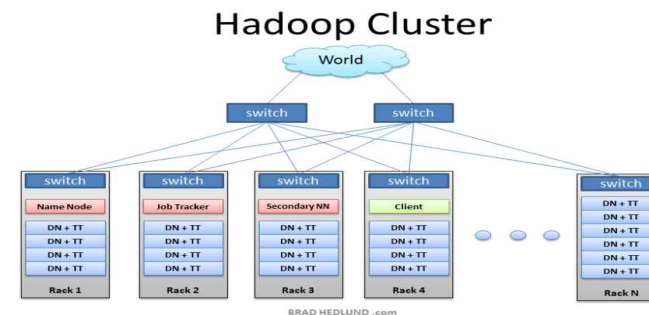 Hadoop Cluster
World
switch switch
switch switch switch switch switch
Name Node Job Tracker Secondary NN Client DN + TT
DN + TT DN + TT DN + TT DN + TT DN + TT
DN + TT DN + TT DN + TT DN + TT DN + TT
DN + TT DN + TT DN + TT DN + TT DN + TT
DN + TT DN + TT DN + TT DN + TT DN + TT
DN + TT
Rack 1 Rack 2 Rack 3 Rack 4 Rack N
BRAD HEDLUND .com